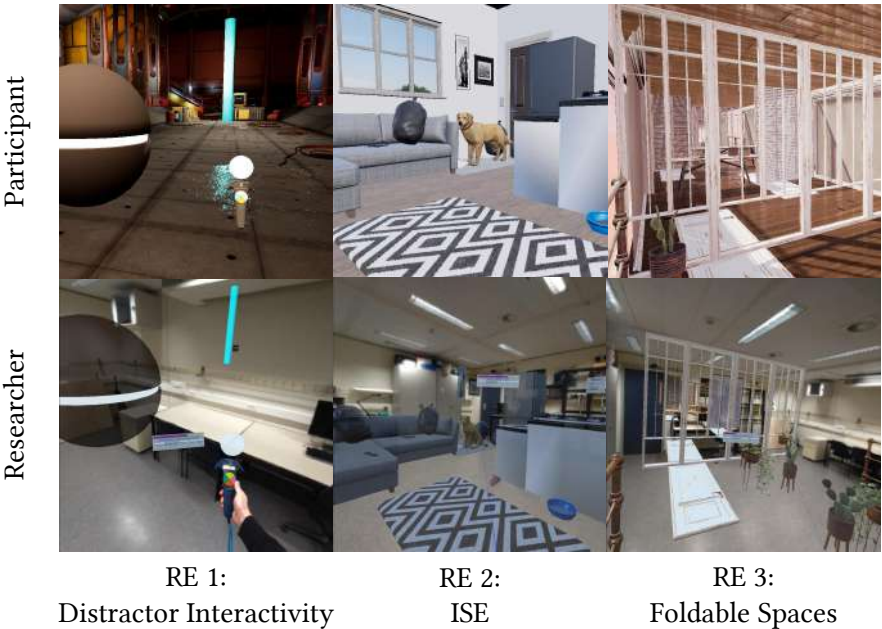 Participant
Researcher
RE 1:
Distractor Interactivity
RE 2:
ISE
RE 3:
Foldable Spaces